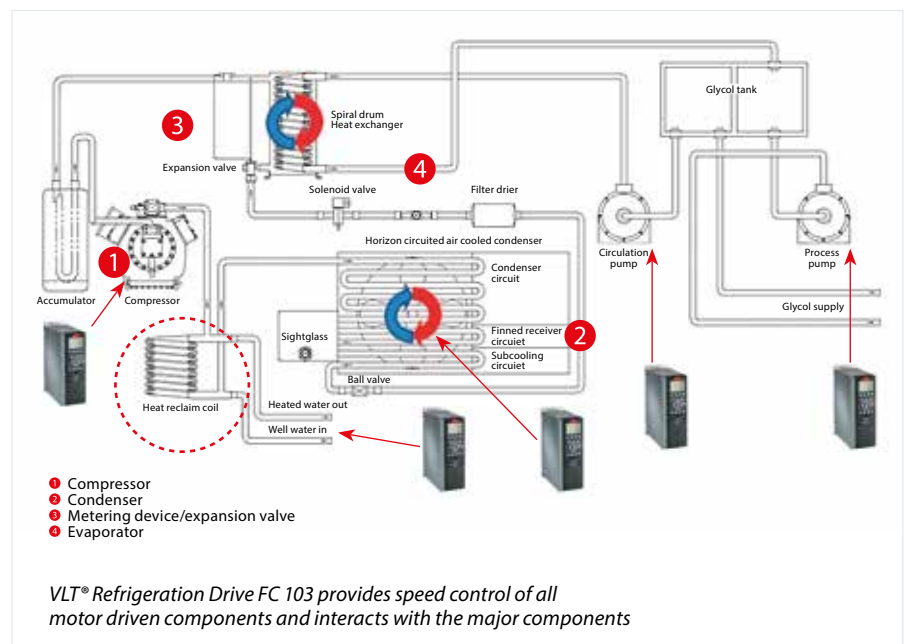 Glycol tank
3
Spiral drum
Heat exchanger
4
Expansion valve
Solenoid valve
Filter drier
Horizon circuited air cooled condenser
Circulation
pump
Process
pump
1
Condenser
circuit
Accumulator
Compressor
Glycol supply
Sightglass
Finned receiver
circuiet
2
Subcooling
circuiet
Ball valve
Heat reclaim coil
Heated water out
Well water in
1 Compressor
2 Condenser
3 Metering device/expansion valve
4 Evaporator
VLT® Refrigeration Drive FC 103 provides speed control of all
motor driven components and interacts with the major components